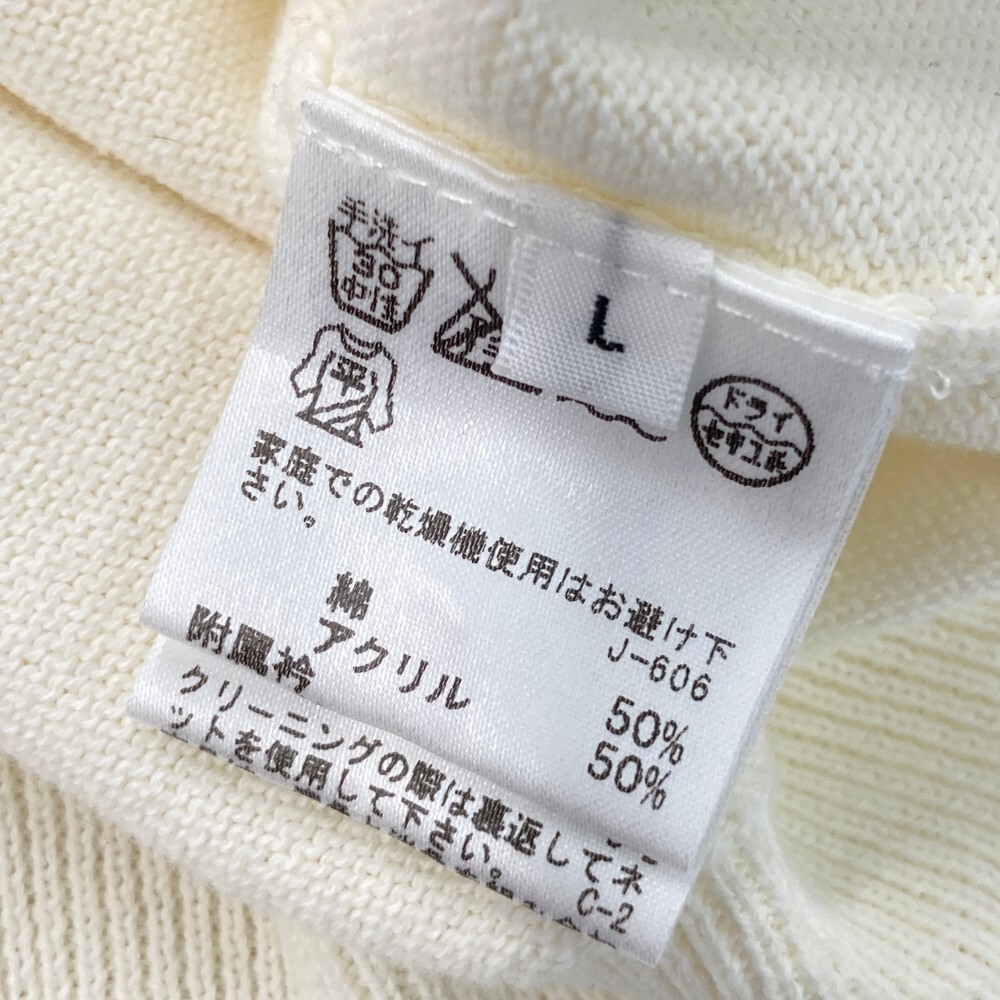 手洗イ
30
中性
L
平
ドライ
セキユ系
家庭での乾燥機使用はお避け下
さい。
J-606
綿 50%
アクリル 50%
附属衿
クリーニングの際は裏返してネ
ットを使用して下さい。
C-2